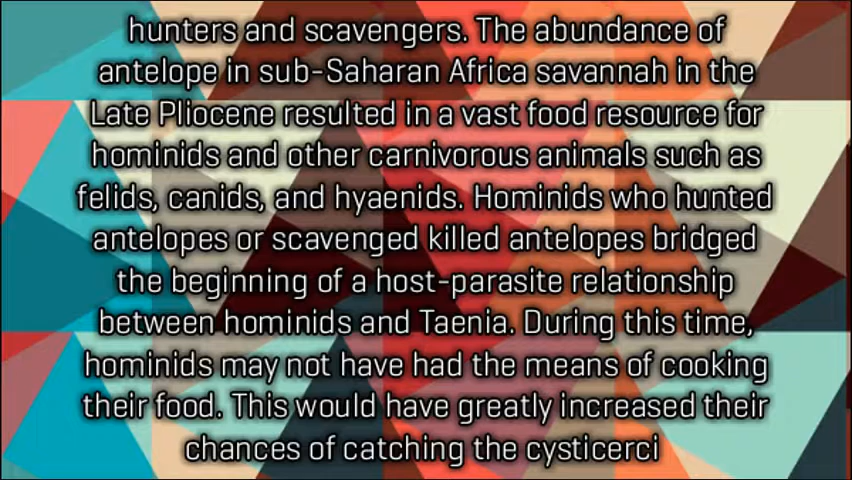 hunters and scavengers. The abundance of
antelope in sub-Saharan Africa savannah in the
Late Pliocene resulted in a vast food resource for
hominids and other carnivorous animals such as
felids, canids, and hyaenids. Hominids who hunted
antelopes or scavenged killed antelopes bridged
the beginning of a host-parasite relationship
between hominids and Taenia. During this time,
hominids may not have had the means of cooking
their food. This would have greatly increased their
chances of catching the cysticerci